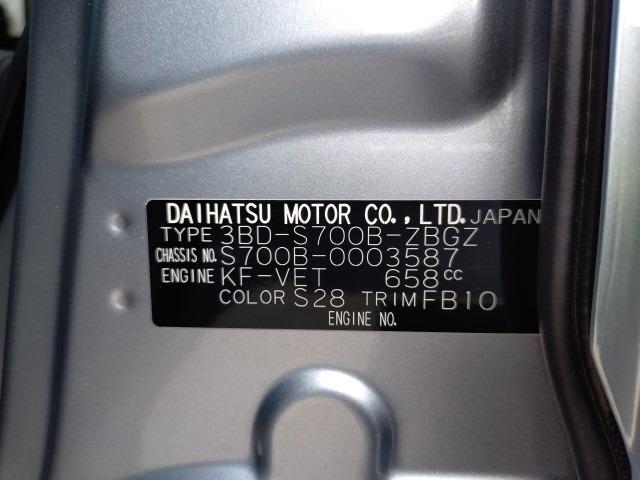 DAIHATSU MOTOR CO., LTD. JAPAN
TYPE 3BD-S700B-ZBGZ
CHASSIS NO. S700B-0003587
ENGINE KF-VET 658cc
COLOR S28 TRIM FB10
ENGINE NO.